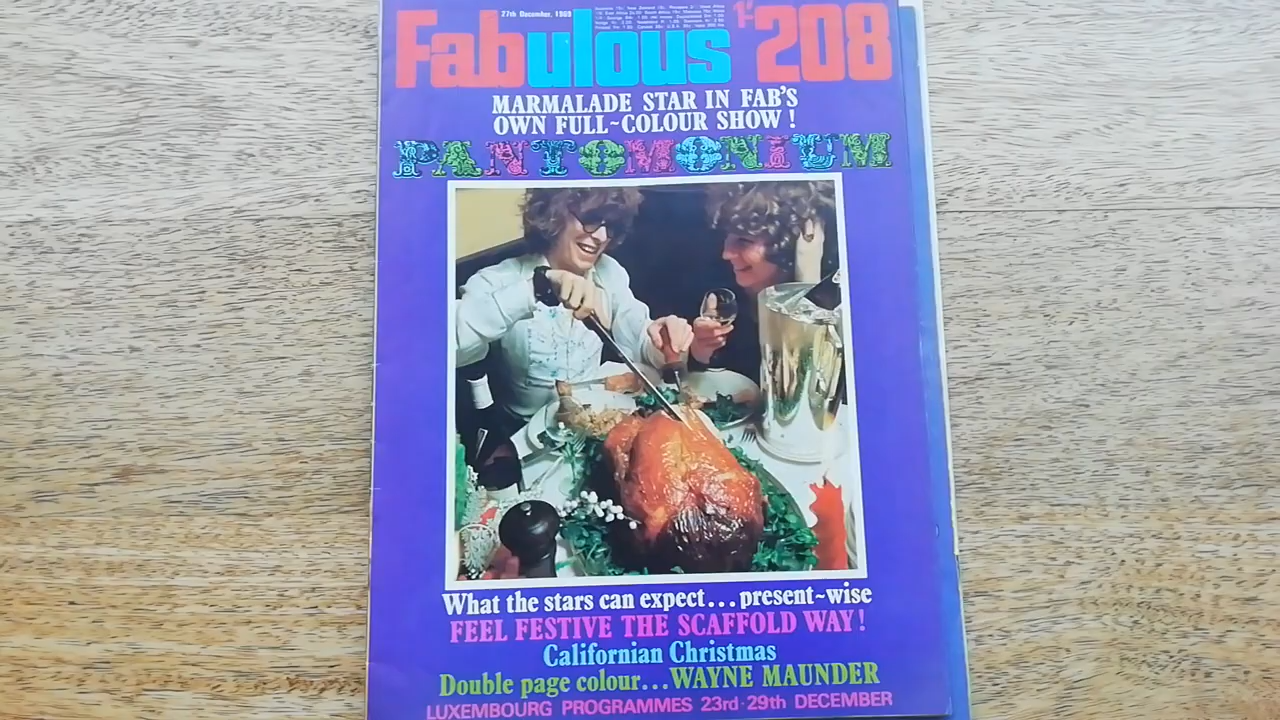 27th December, 1969
Fabulous 208
1/-
MARMALADE STAR IN FAB'S
OWN FULL~COLOUR SHOW!
PANTOMONIUM
What the stars can expect...present~wise
FEEL FESTIVE THE SCAFFOLD WAY!
Californian Christmas
Double page colour...WAYNE MAUNDER
LUXEMBOURG PROGRAMMES 23rd-29th DECEMBER